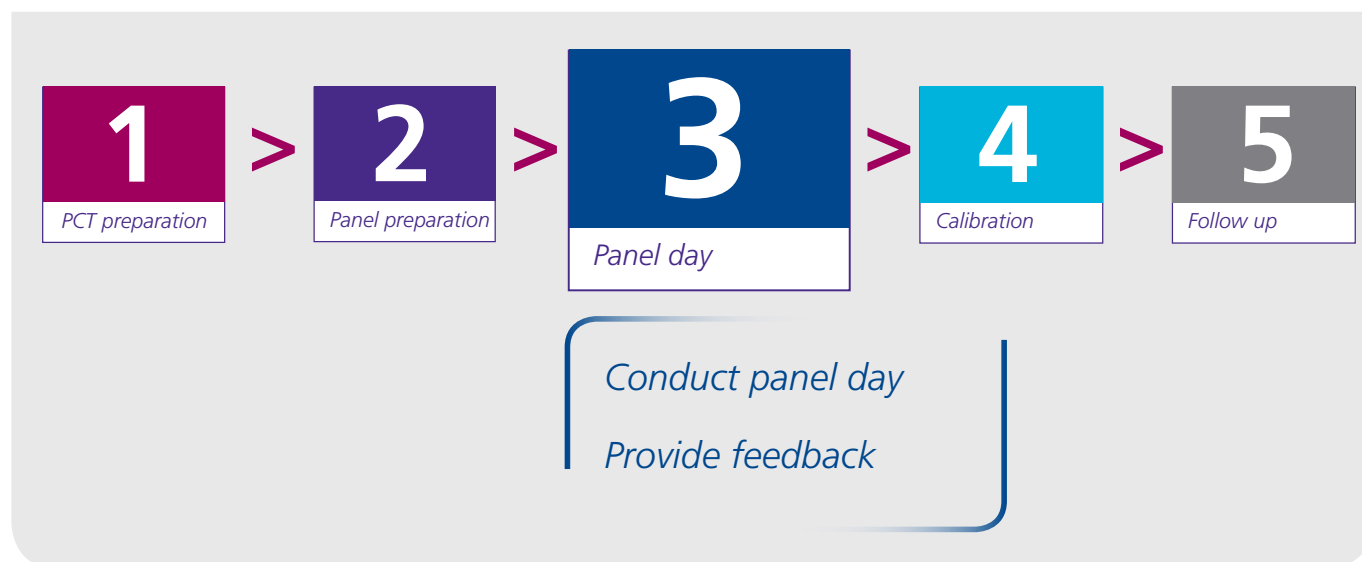 1
>
2
>
3
>
4
>
5
PCT preparation
Panel preparation
Panel day
Calibration
Follow up
Conduct panel day
Provide feedback